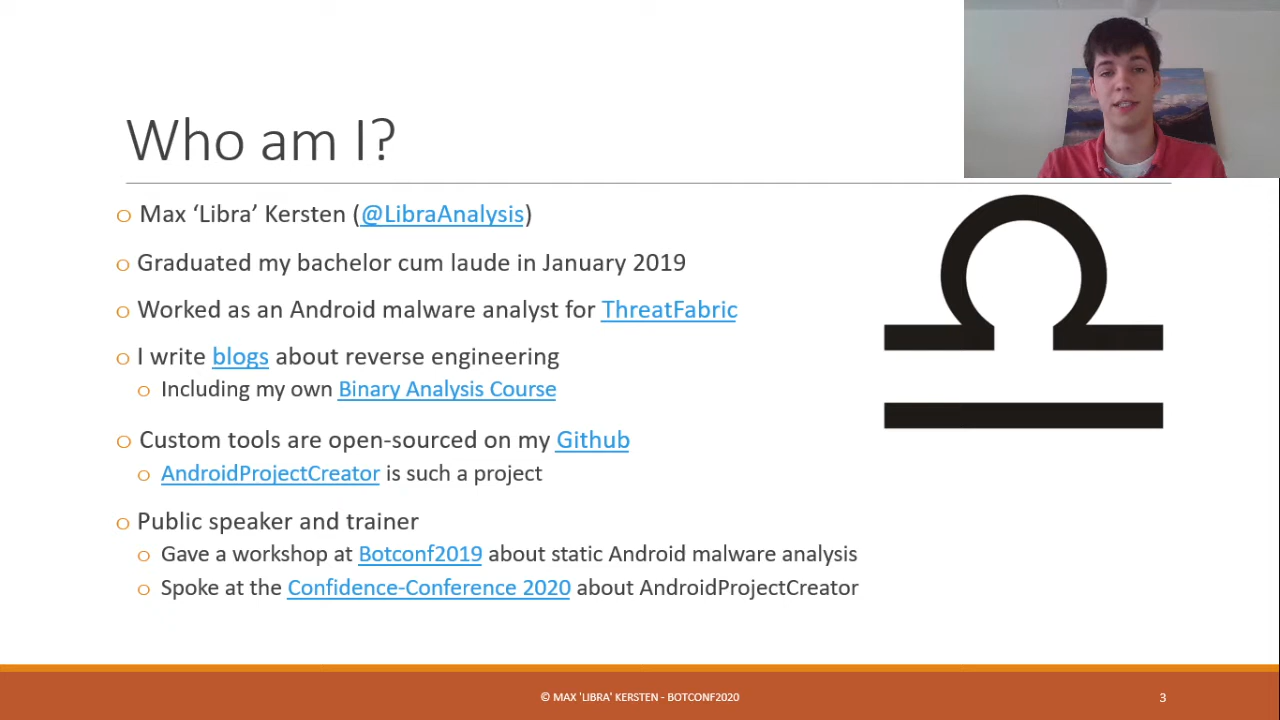 Who am I?
Max ‘Libra’ Kersten (@LibraAnalysis)
Graduated my bachelor cum laude in January 2019
Worked as an Android malware analyst for ThreatFabric
I write blogs about reverse engineering
Including my own Binary Analysis Course
Custom tools are open-sourced on my Github
AndroidProjectCreator is such a project
Public speaker and trainer
Gave a workshop at Botconf2019 about static Android malware analysis
Spoke at the Confidence-Conference 2020 about AndroidProjectCreator
© MAX 'LIBRA' KERSTEN - BOTCONF2020
3